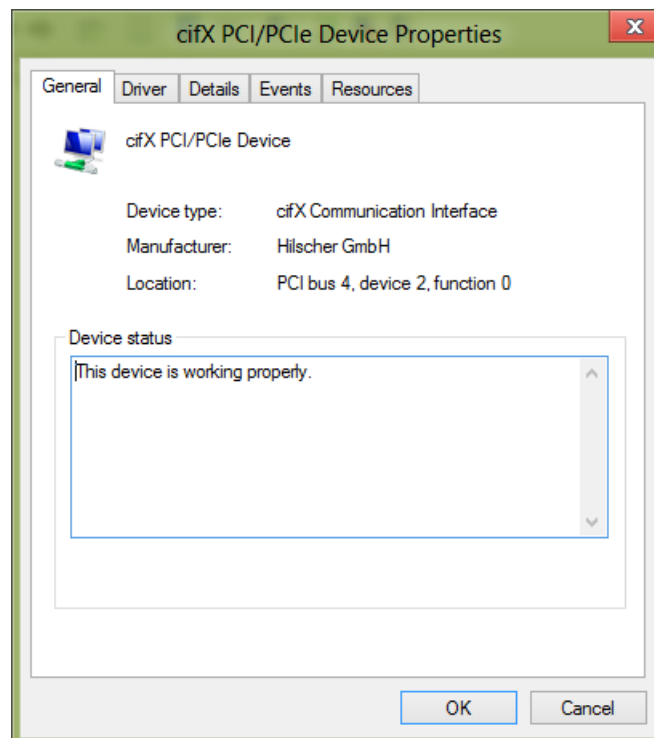 cifX PCI/PCIe Device Properties
x
General Driver Details Events Resources
cifX PCI/PCIe Device
Device type: cifX Communication Interface
Manufacturer: Hilscher GmbH
Location: PCI bus 4, device 2, function 0
Device status
This device is working properly.
OK Cancel